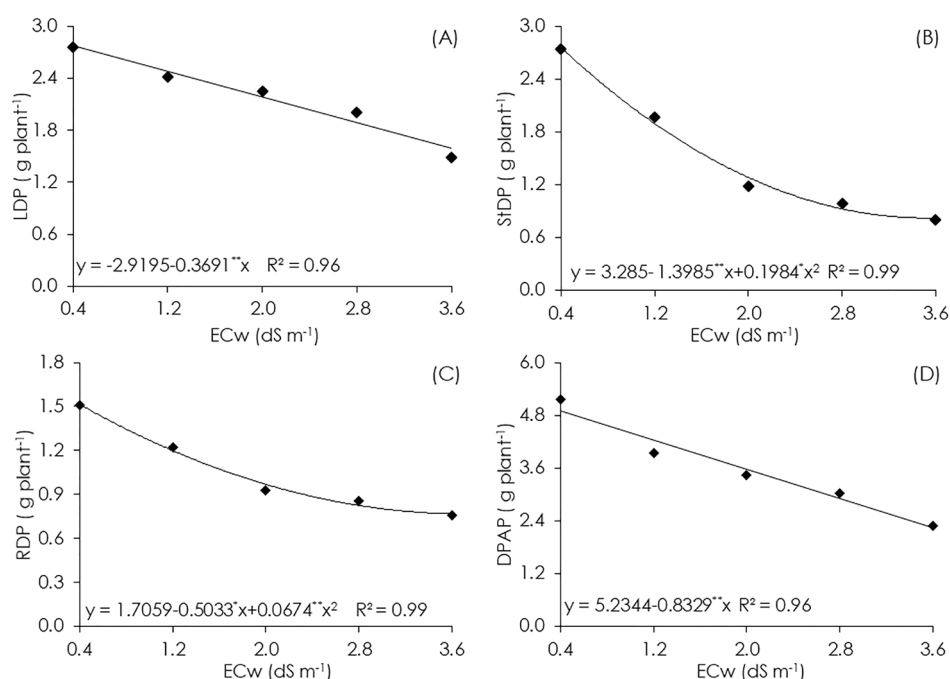 (A)
3.0
2.4
1.8
1.2
0.6
0.0
LDP ( g plant⁻¹)
y = -2.9195-0.3691**x R² = 0.96
0.4 1.2 2.0 2.8 3.6
ECw (dS m⁻¹)
(B)
3.0
2.4
1.8
1.2
0.6
0.0
StDP ( g plant⁻¹)
y = 3.285- 1.3985**x+0.1984*x² R² = 0.99
0.4 1.2 2.0 2.8 3.6
ECw (dS m⁻¹)
(C)
1.8
1.5
1.2
0.9
0.6
0.3
0.0
RDP ( g plant⁻¹)
y = 1.7059-0.5033*x+0.0674**x² R² = 0.99
0.4 1.2 2.0 2.8 3.6
ECw (dS m⁻¹)
(D)
6.0
4.8
3.6
2.4
1.2
0.0
DPAP ( g plant⁻¹)
y = 5.2344-0.8329**x R² = 0.96
0.4 1.2 2.0 2.8 3.6
ECw (dS m⁻¹)